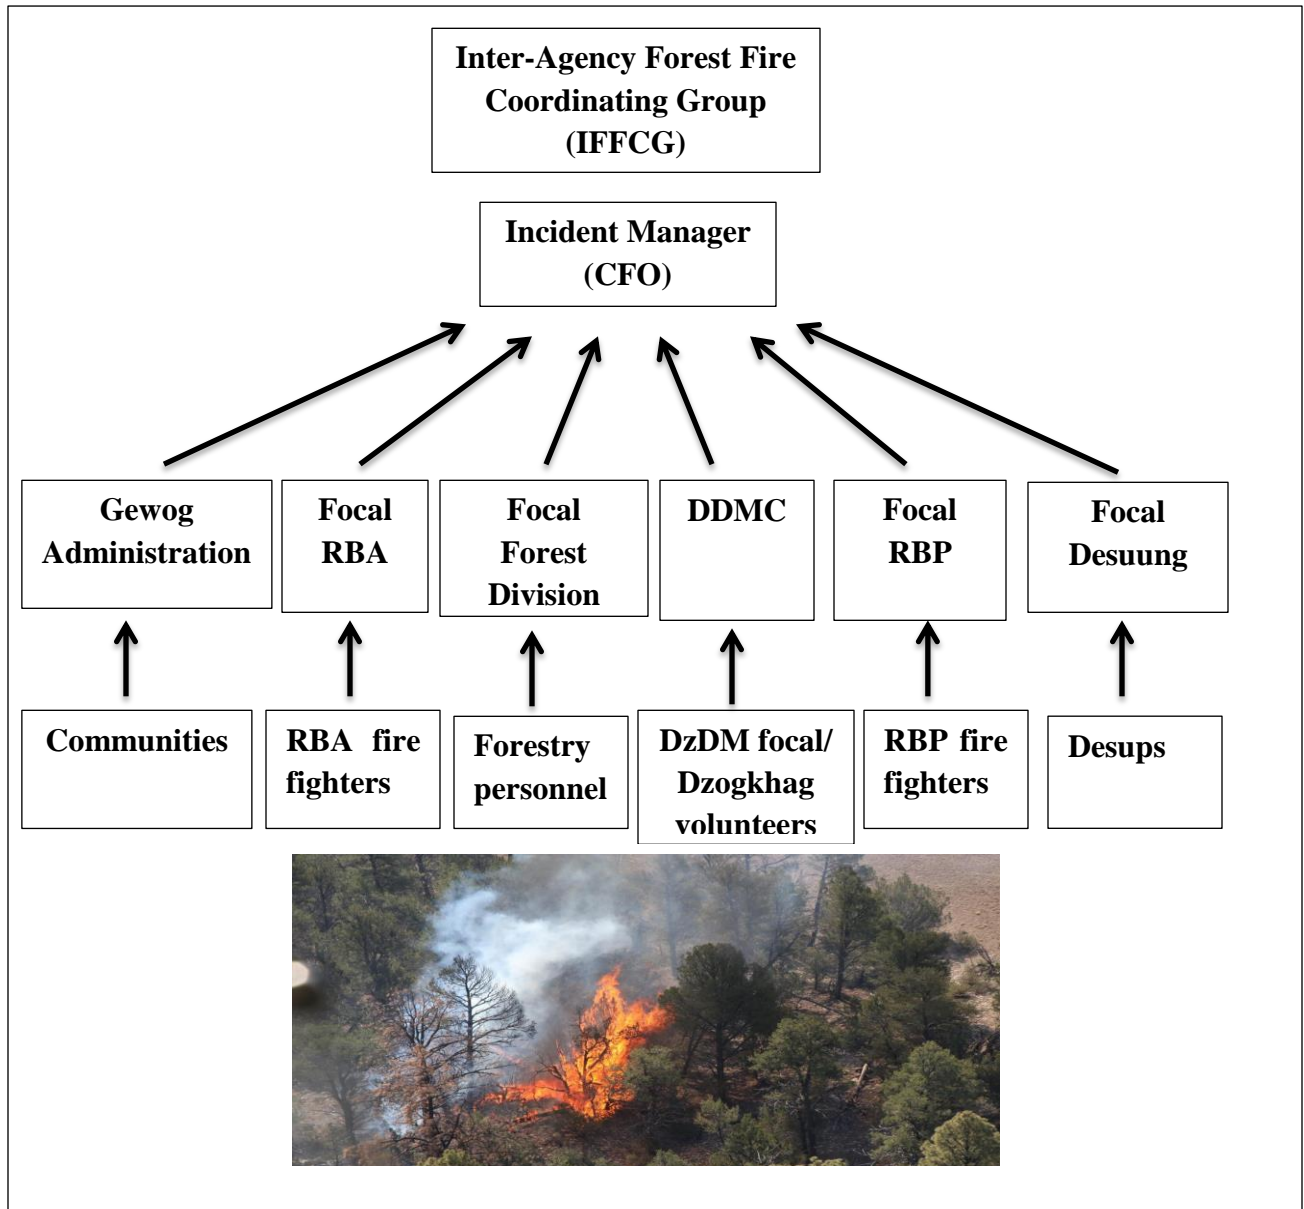 Inter-Agency Forest Fire
Coordinating Group
(IFFCG)
Incident Manager
(CFO)
Gewog
Administration
Focal
RBA
Focal
Forest
Division
DDMC
Focal
RBP
Focal
Desuung
Communities
RBA fire
fighters
Forestry
personnel
DzDM focal/
Dzogkhag
volunteers
RBP fire
fighters
Desups